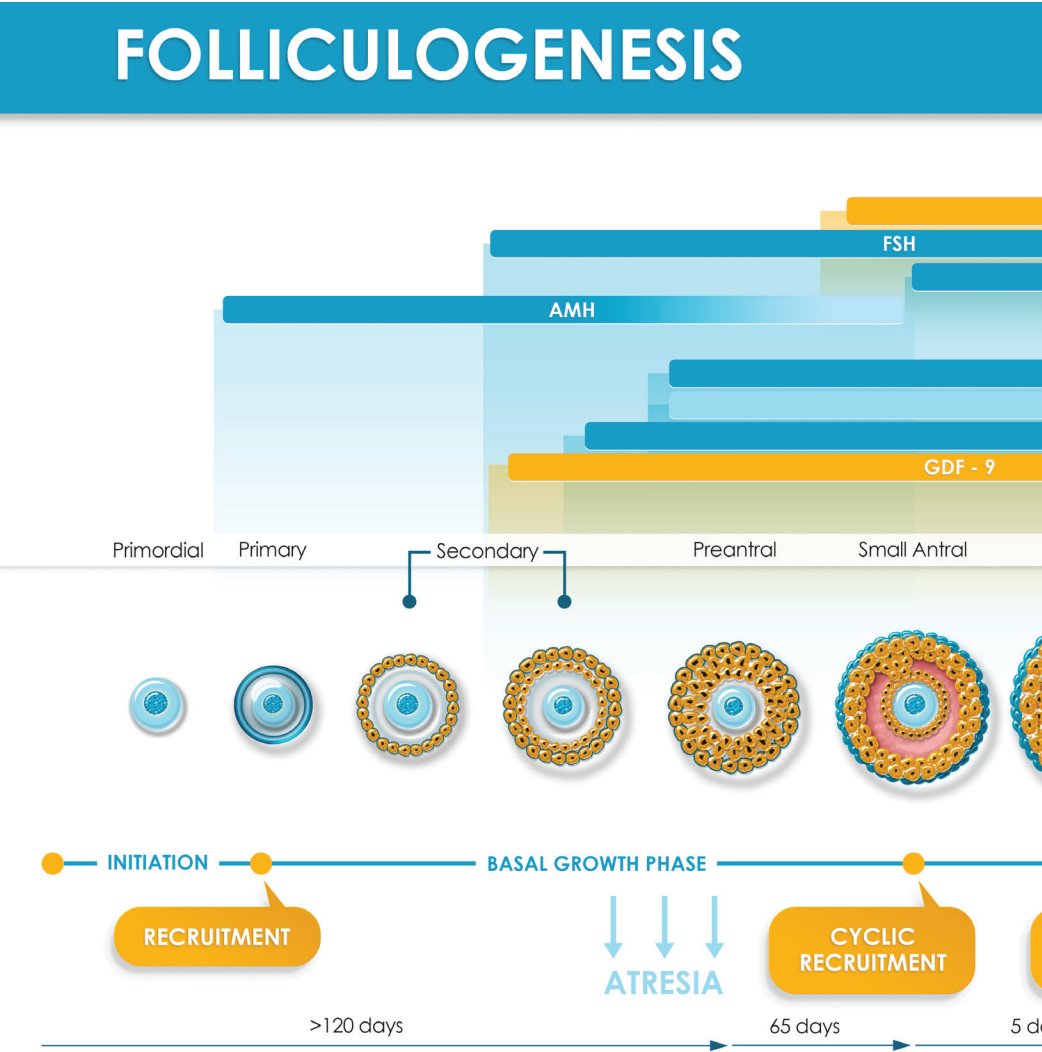 FOLLICULOGENESIS
FSH
AMH
GDF - 9
Primordial
Primary
Secondary
Preantral
Small Antral
INITIATION
BASAL GROWTH PHASE
RECRUITMENT
ATRESIA
CYCLIC
RECRUITMENT
>120 days
65 days
5